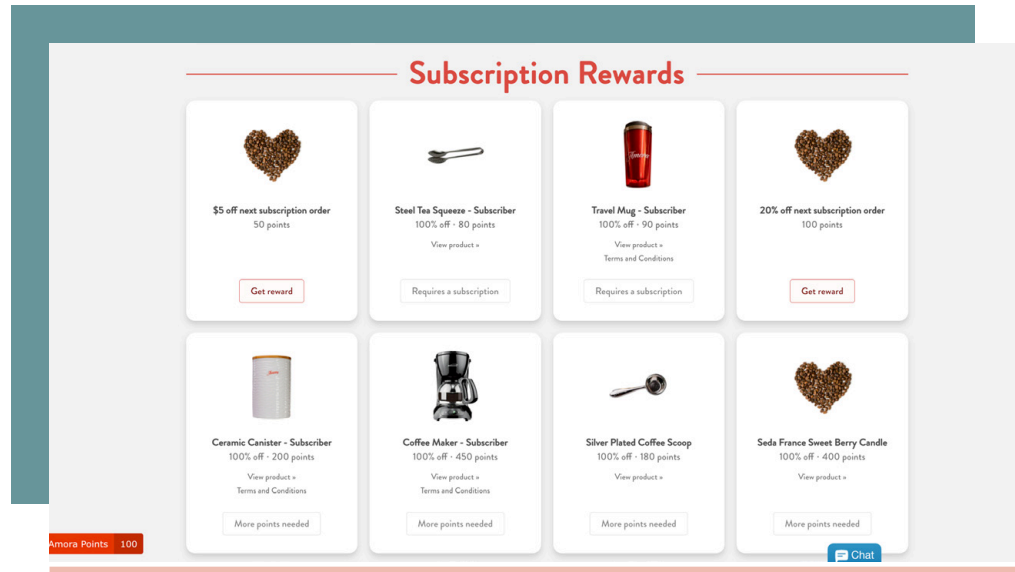 Subscription Rewards
$5 off next subscription order
50 points
Get reward
Steel Tea Squeeze - Subscriber
100% off · 80 points
View product »
Requires a subscription
Travel Mug - Subscriber
100% off · 90 points
View product »
Terms and Conditions
Requires a subscription
20% off next subscription order
100 points
Get reward
Ceramic Canister - Subscriber
100% off · 200 points
View product »
Terms and Conditions
More points needed
Coffee Maker - Subscriber
100% off · 450 points
View product »
Terms and Conditions
More points needed
Silver Plated Coffee Scoop
100% off · 180 points
View product »
More points needed
Seda France Sweet Berry Candle
100% off · 400 points
View product »
More points needed
Amora Points 100
Chat